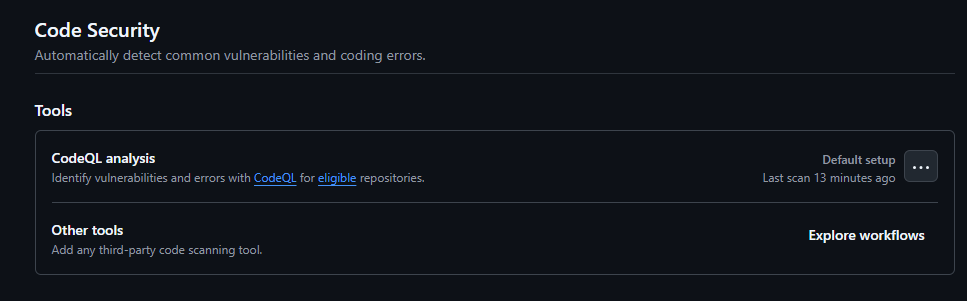 Code Security
Automatically detect common vulnerabilities and coding errors.
Tools
CodeQL analysis
Identify vulnerabilities and errors with CodeQL for eligible repositories.
Default setup
Last scan 13 minutes ago
Other tools
Add any third-party code scanning tool.
Explore workflows